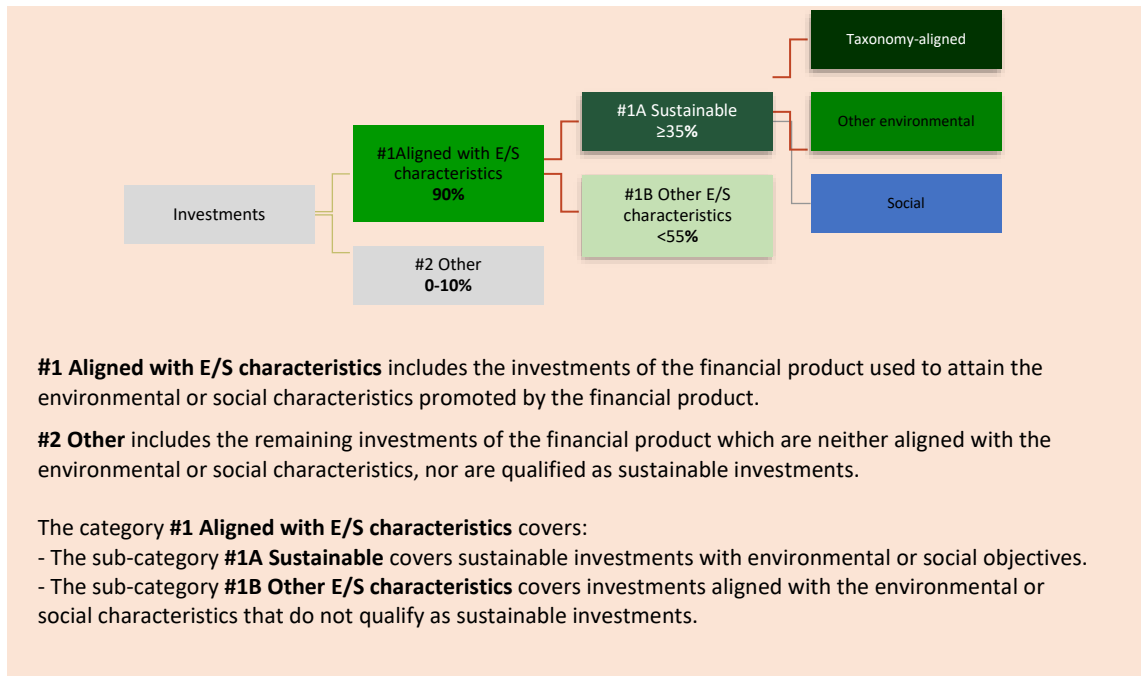 Taxonomy-aligned
#1A Sustainable
≥35%
Other environmental
#1Aligned with E/S
characteristics
90%
#1B Other E/S
characteristics
<55%
Social
Investments
#2 Other
0-10%
#1 Aligned with E/S characteristics includes the investments of the financial product used to attain the
environmental or social characteristics promoted by the financial product.
#2 Other includes the remaining investments of the financial product which are neither aligned with the
environmental or social characteristics, nor are qualified as sustainable investments.
The category #1 Aligned with E/S characteristics covers:
- The sub-category #1A Sustainable covers sustainable investments with environmental or social objectives.
- The sub-category #1B Other E/S characteristics covers investments aligned with the environmental or
social characteristics that do not qualify as sustainable investments.